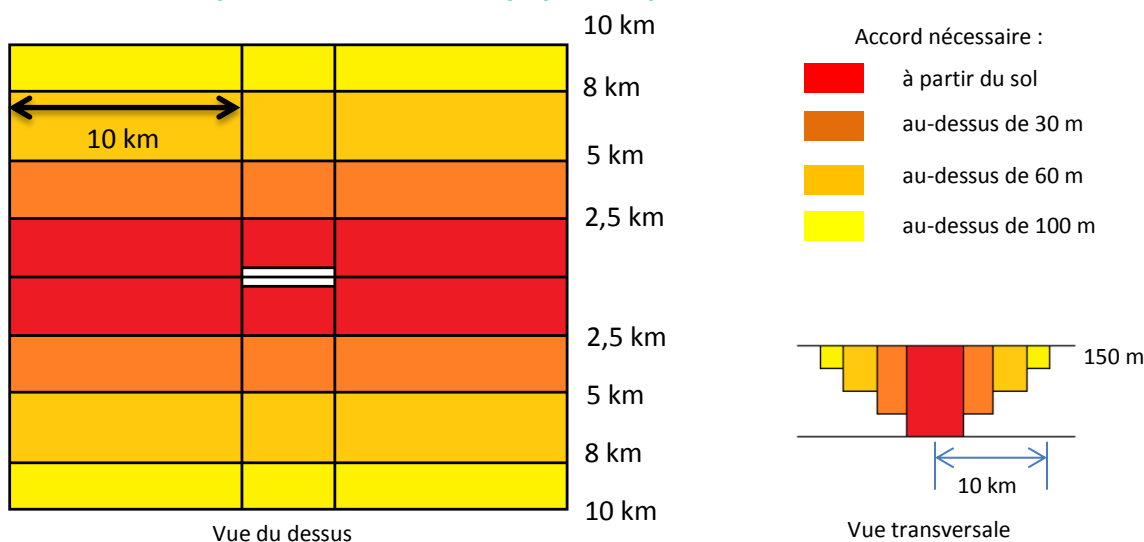 10 km
8 km
10 km
5 km
2,5 km
2,5 km
5 km
8 km
10 km
Vue du dessus
Accord nécessaire :
à partir du sol
au-dessus de 30 m
au-dessus de 60 m
au-dessus de 100 m
150 m
10 km
Vue transversale